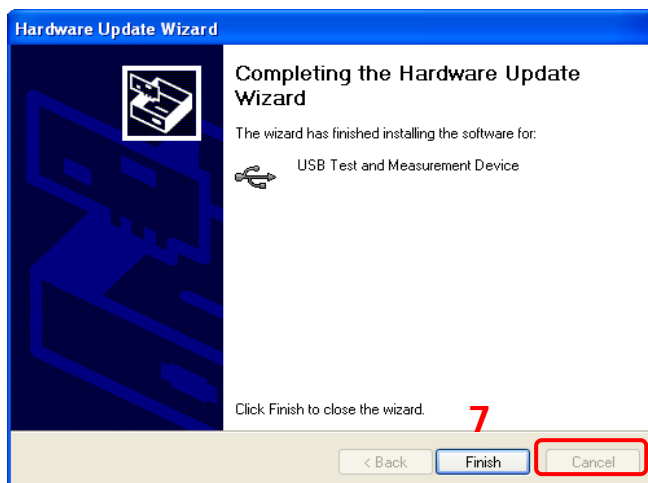 Hardware Update Wizard
Completing the Hardware Update
Wizard
The wizard has finished installing the software for:
USB Test and Measurement Device
Click Finish to close the wizard.
7
< Back
Finish
Cancel